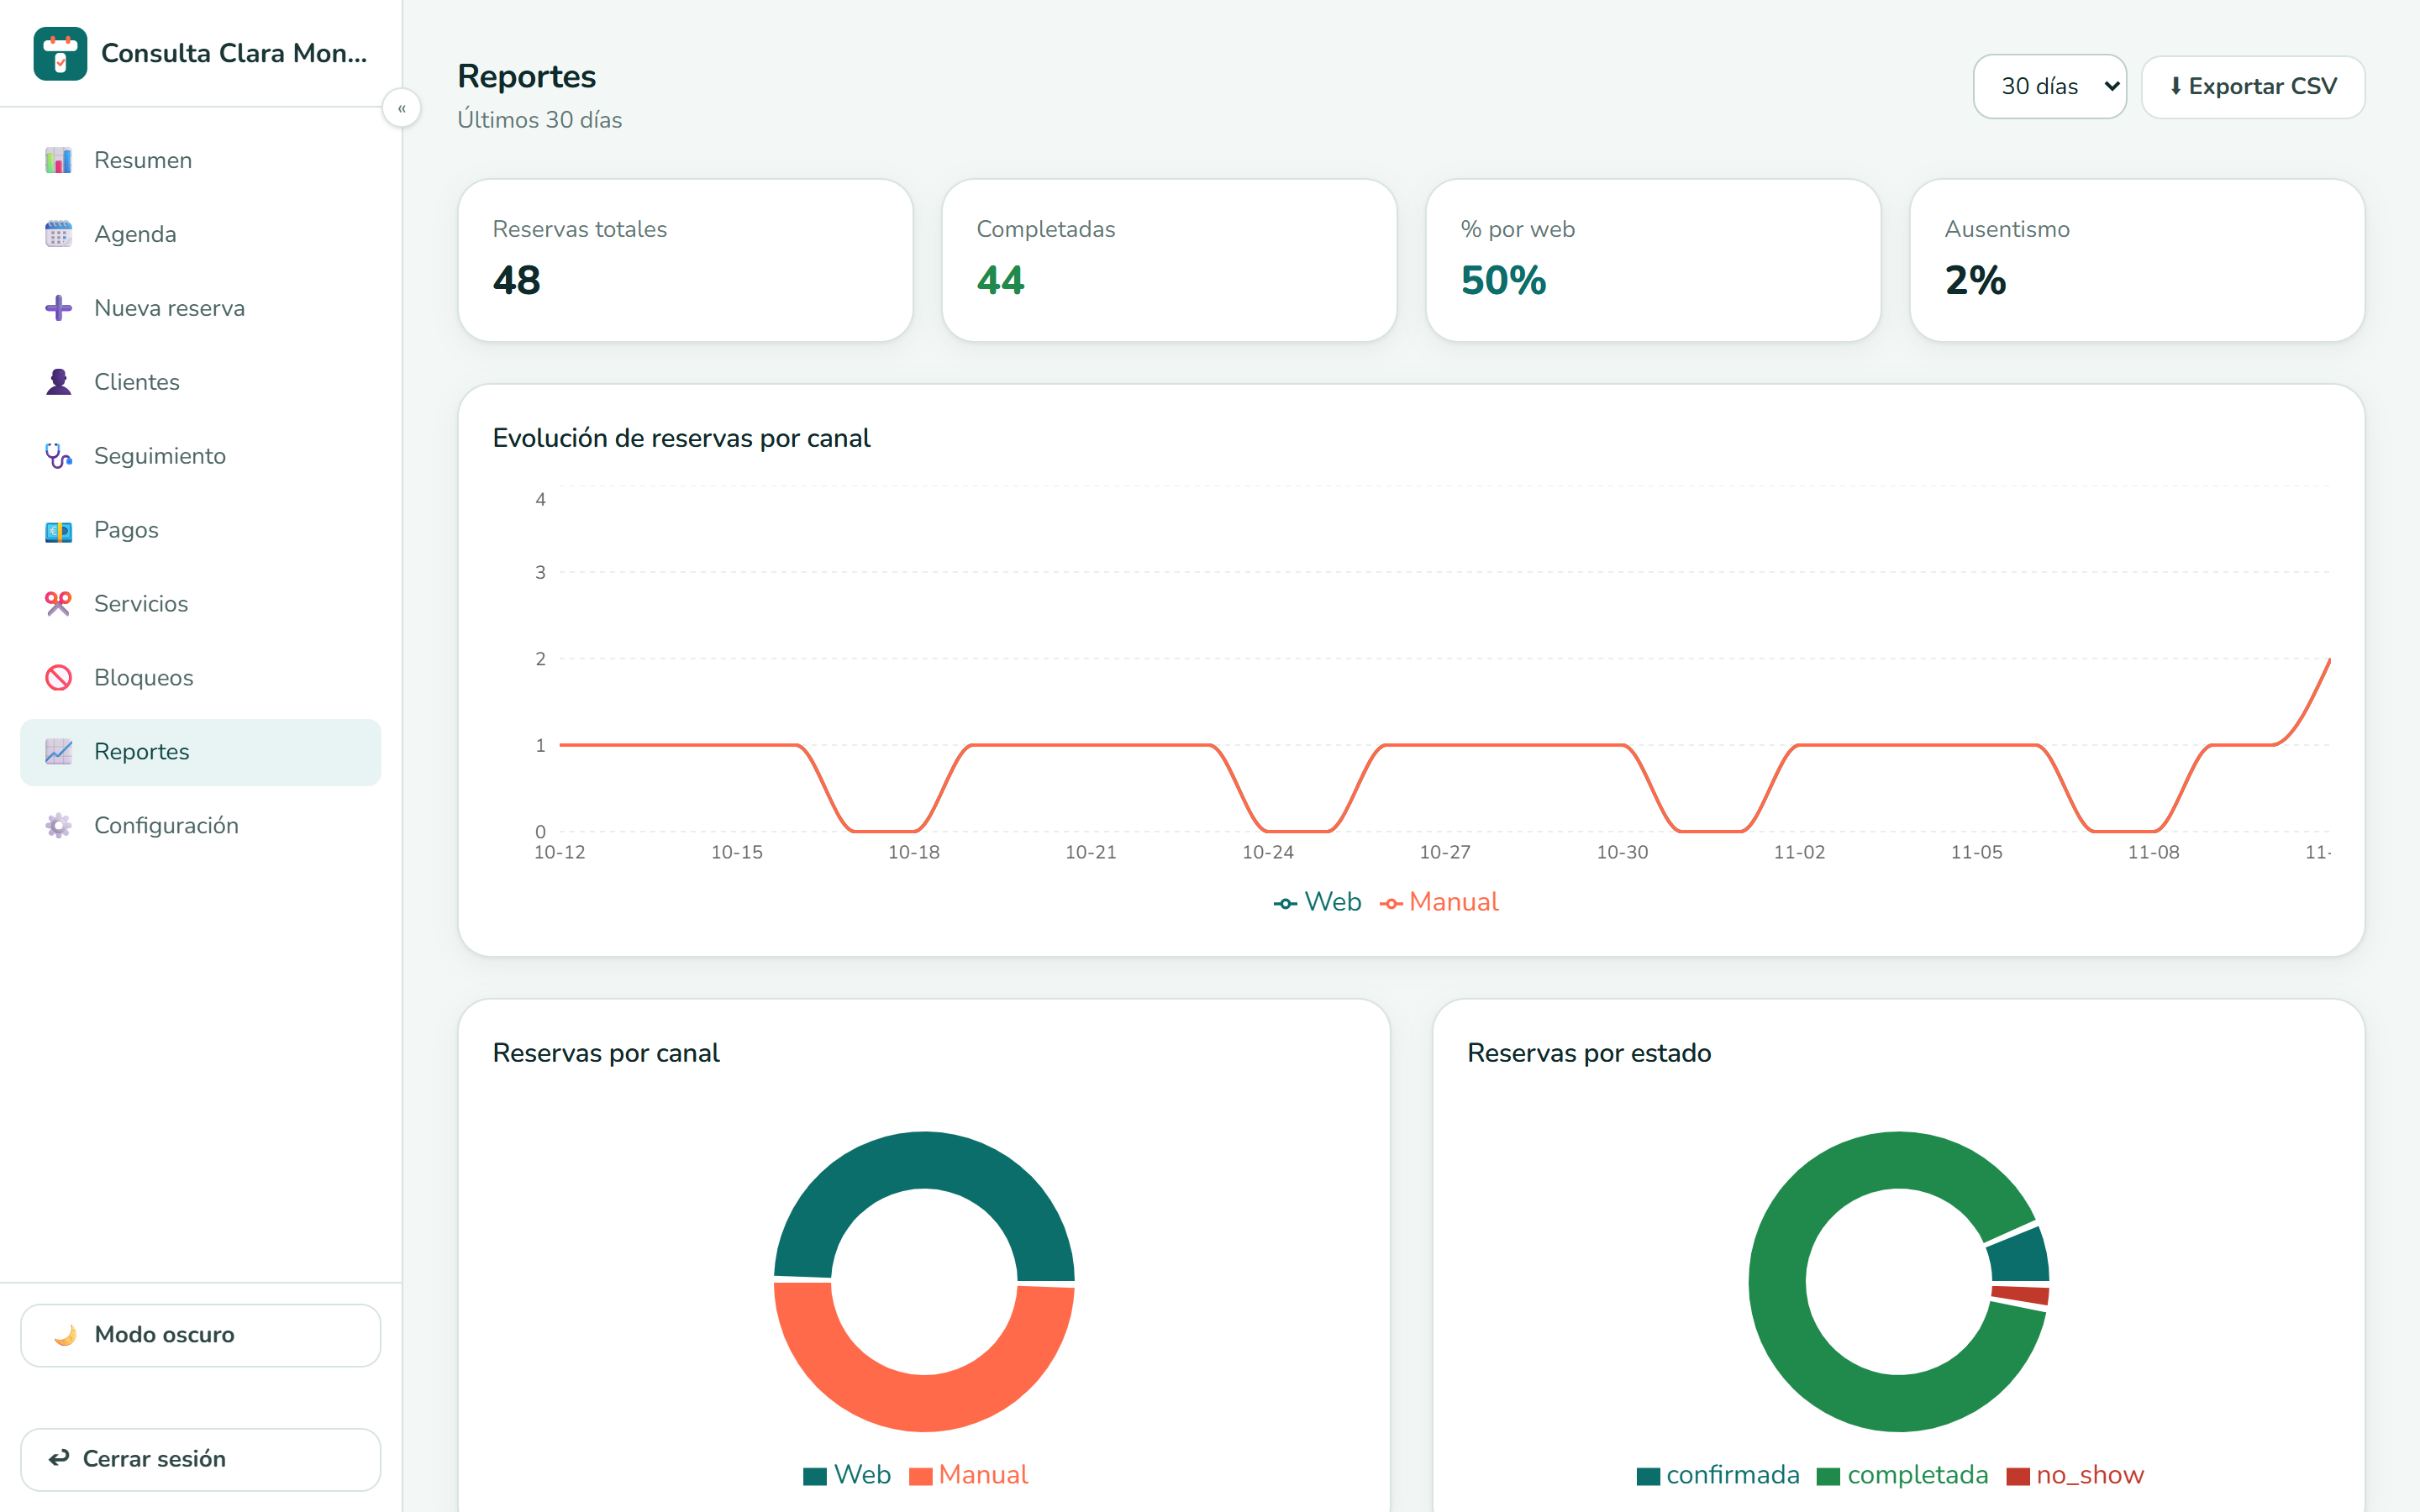 Consulta Clara Mon...
«
Resumen
Agenda
Nueva reserva
Clientes
Seguimiento
Pagos
Servicios
Bloqueos
Reportes
Configuración
Modo oscuro
Cerrar sesión
Reportes
Últimos 30 días
30 días
⬇ Exportar CSV
Reservas totales
48
Completadas
44
% por web
50%
Ausentismo
2%
Evolución de reservas por canal
4
3
2
1
0
10-12 10-15 10-18 10-21 10-24 10-27 10-30 11-02 11-05 11-08 11-
Web Manual
Reservas por canal
Web Manual
Reservas por estado
confirmada completada no_show